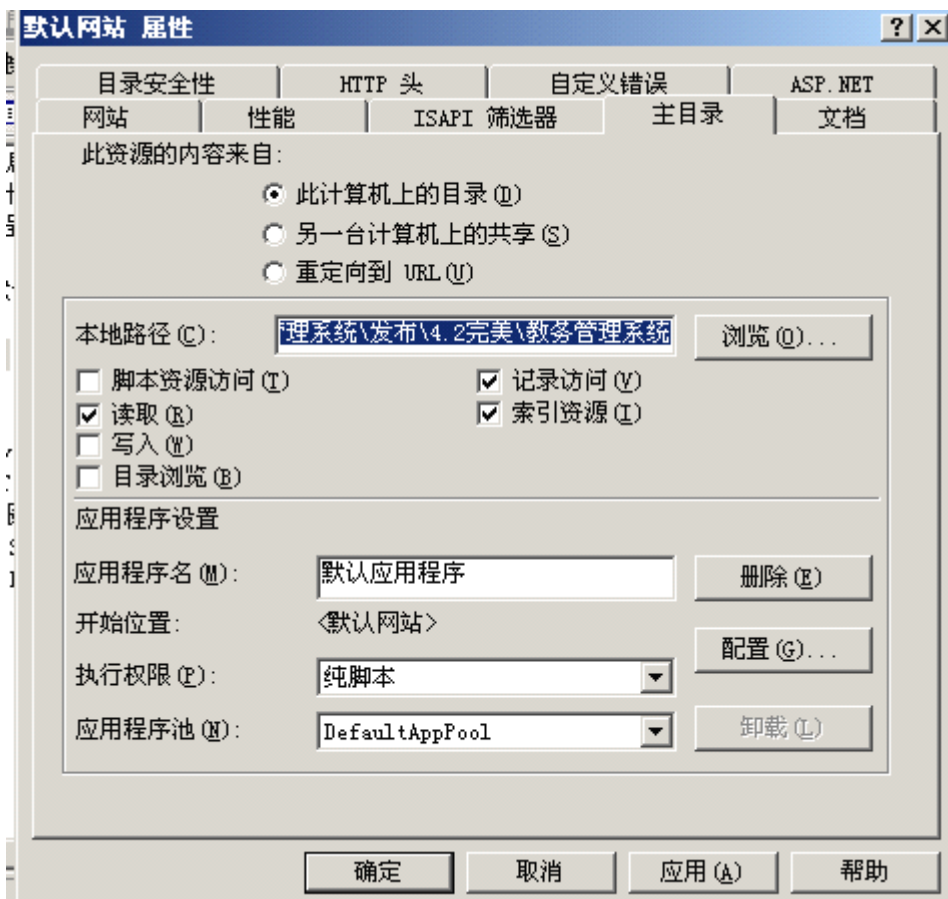 默认网站 属性
目录安全性 HTTP 头 自定义错误 ASP.NET
网站 性能 ISAPI 筛选器 主目录 文档
此资源的内容来自:
此计算机上的目录(D)
另一台计算机上的共享(S)
重定向到 URL(U)
本地路径(C): 理系统\发布\4.2完美\教务管理系统 浏览(O)...
脚本资源访问(T) 记录访问(V)
读取(R) 索引资源(I)
写入(W)
目录浏览(B)
应用程序设置
应用程序名(M): 默认应用程序 删除(E)
开始位置: <默认网站>
配置(G)...
执行权限(P): 纯脚本
应用程序池(N): DefaultAppPool 卸载(L)
确定 取消 应用(A) 帮助